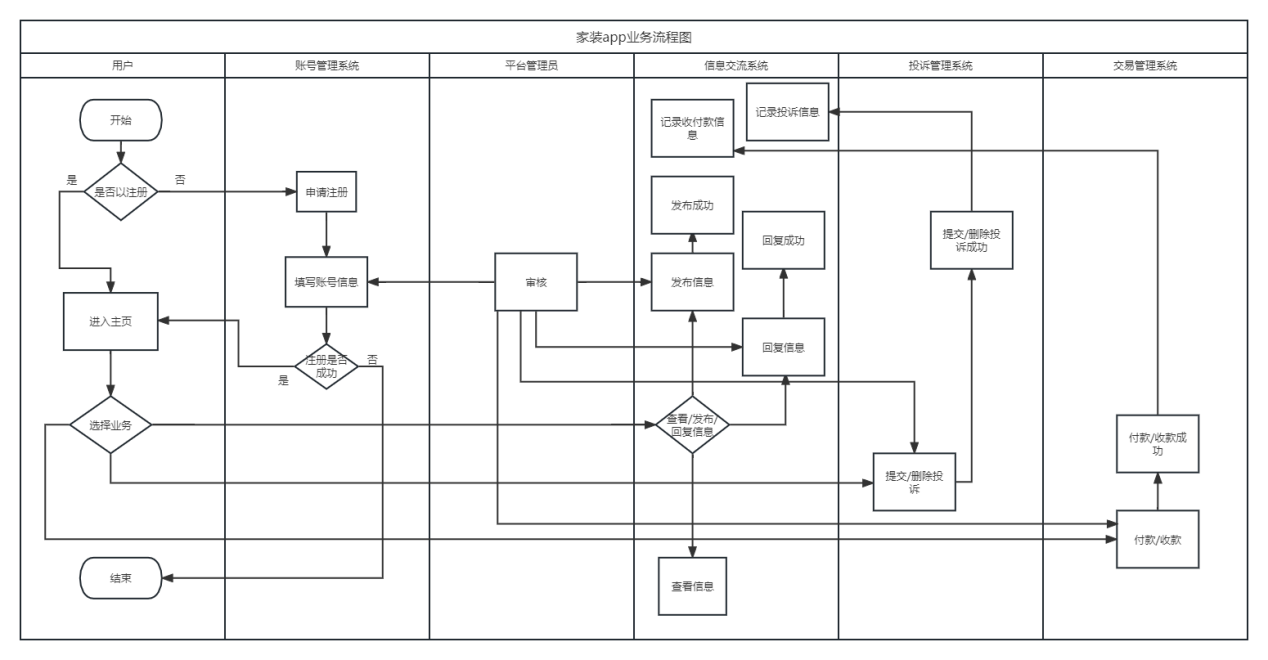 家装app业务流程图
用户
账号管理系统
平台管理员
信息交流系统
投诉管理系统
交易管理系统
开始
记录收付款信
息
记录投诉信息
是
否
是否以注册
申请注册
发布成功
回复成功
提交/删除投
诉成功
填写账号信息
审核
发布信息
进入主页
回复信息
注册是否
成功
否
是
选择业务
查看/发布/
回复信息
付款/收款成
功
提交/删除投
诉
付款/收款
结束
查看信息